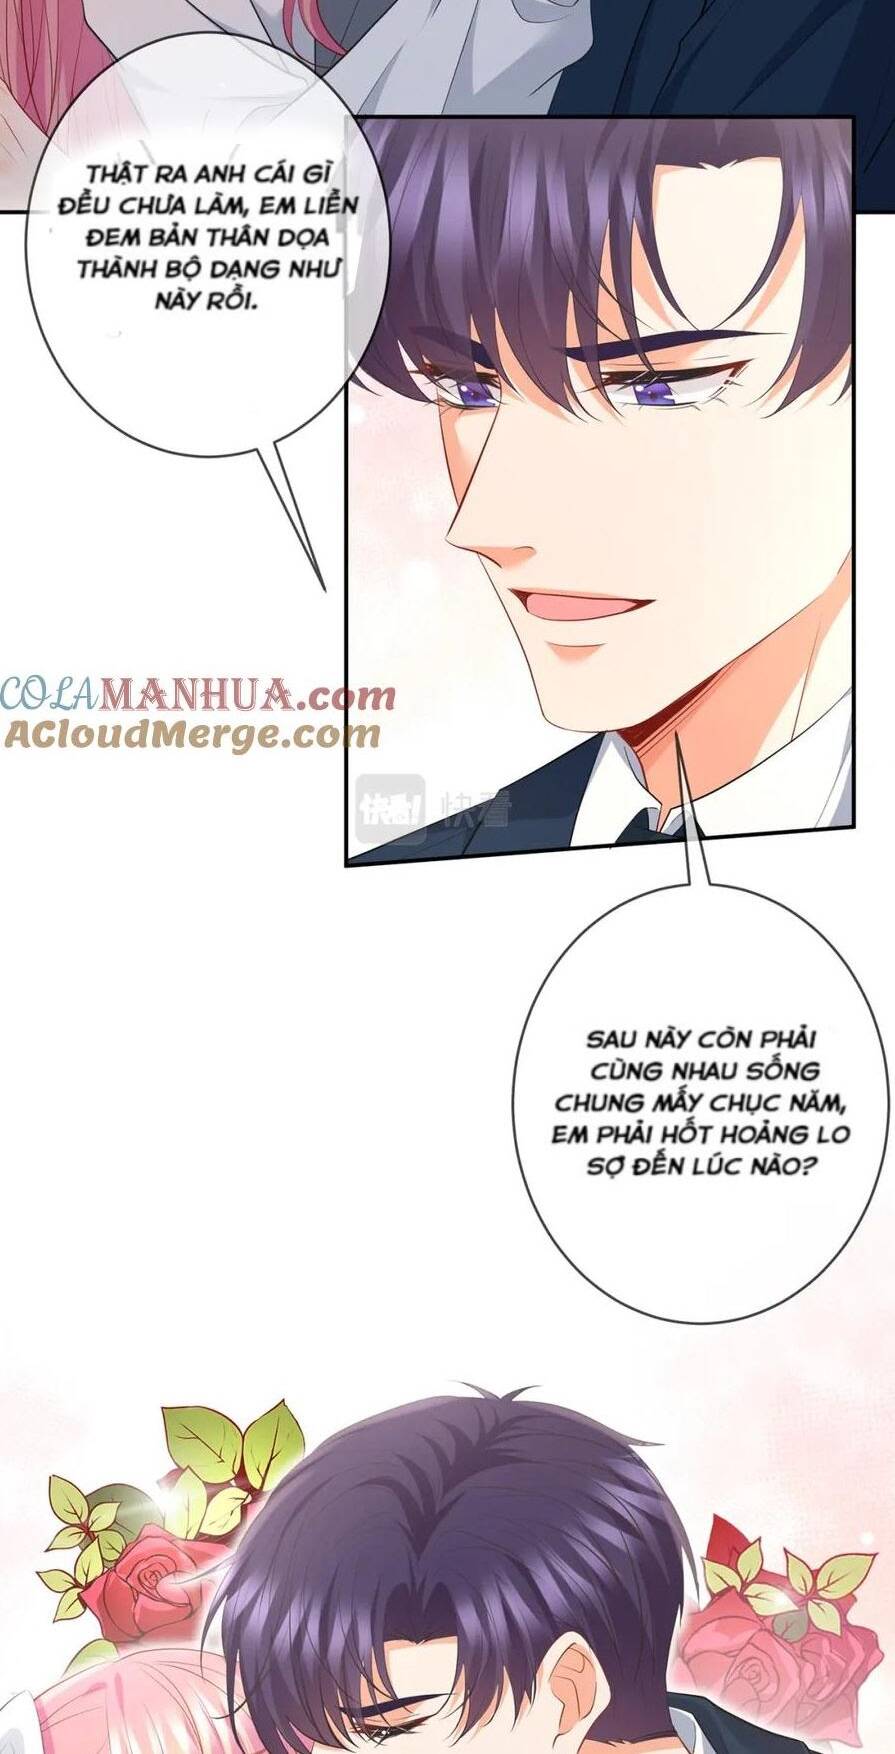 THẬT RA ANH CÁI GÌ
ĐỀU CHƯA LÀM, EM LIỀN
ĐEM BẢN THÂN DỌA
THÀNH BỘ DẠNG NHƯ
NÀY RỒI.
COLAMANHUA.com
ACloudMerge.com
快看! 快看
SAU NÀY CÒN PHẢI
CÙNG NHAU SỐNG
CHUNG MẤY CHỤC NĂM,
EM PHẢI HỐT HOẢNG LO
SỢ ĐẾN LÚC NÀO?